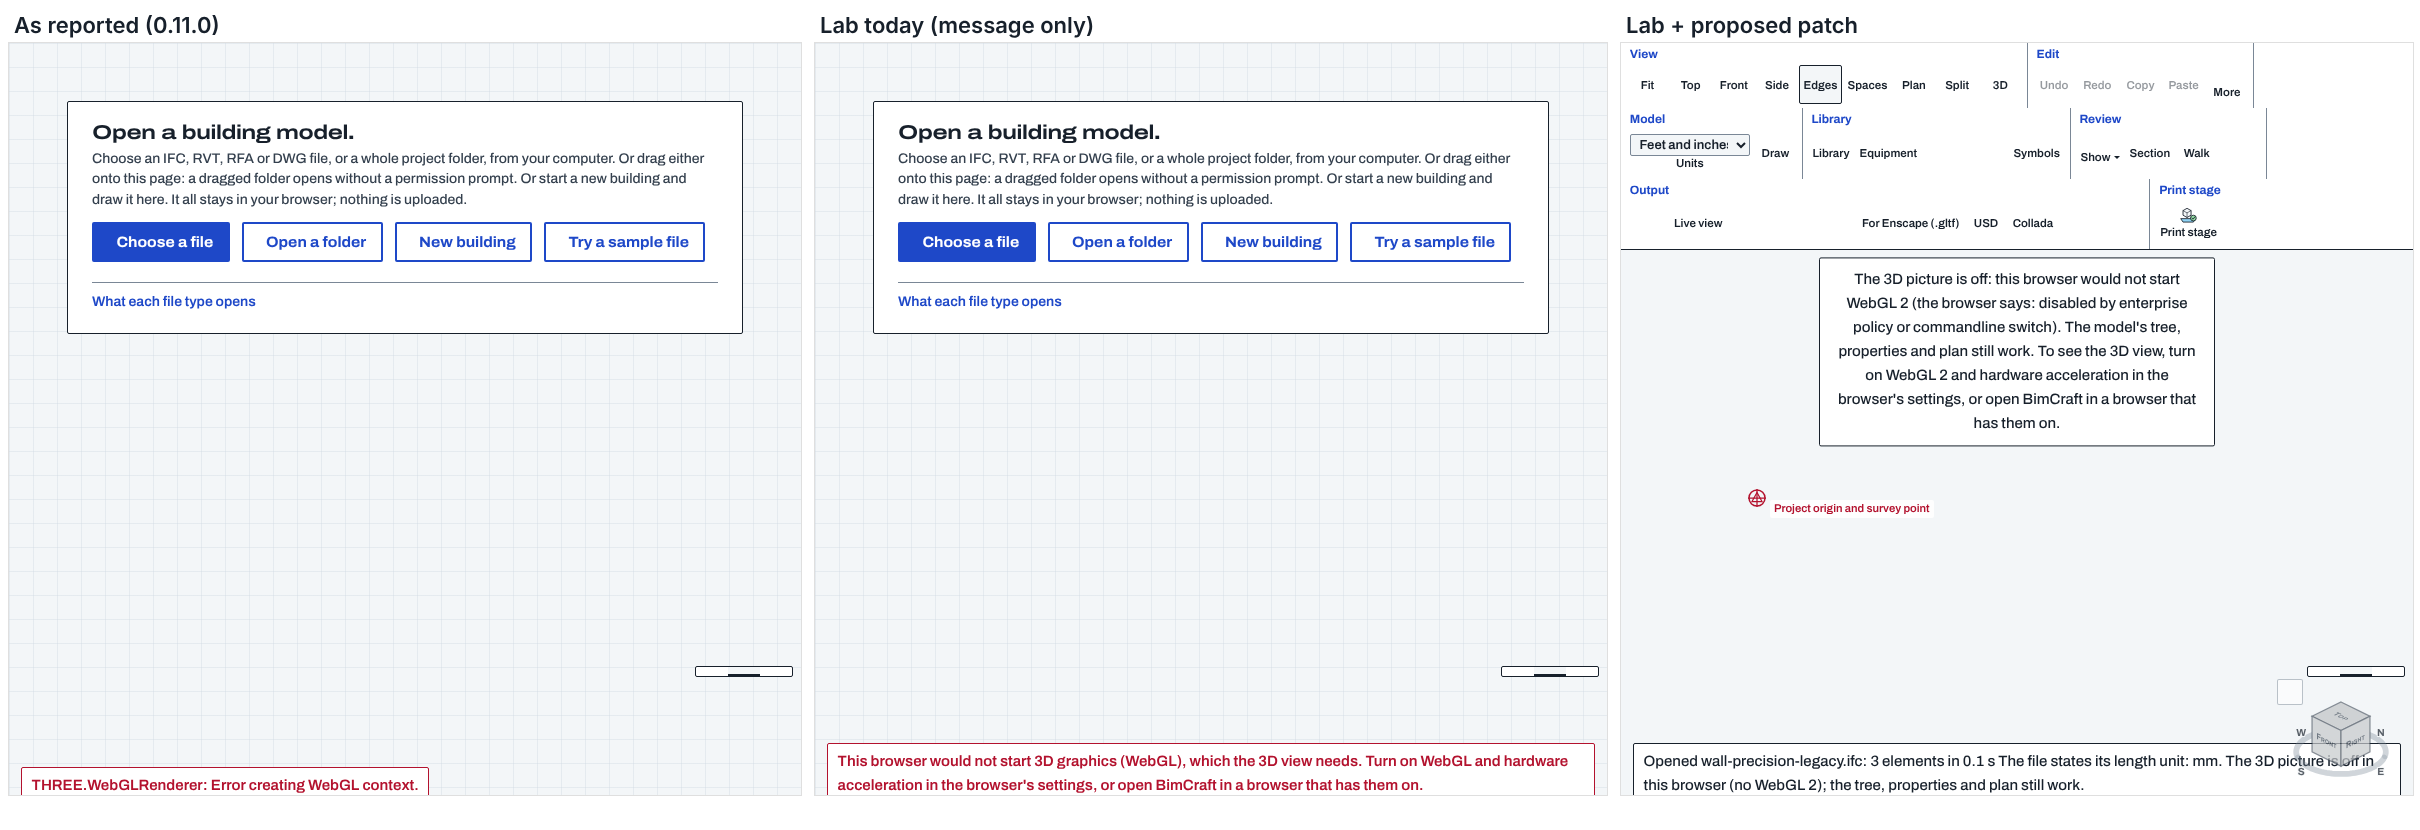 As reported (0.11.0)
Open a building model.
Choose an IFC, RVT, RFA or DWG file, or a whole project folder, from your computer. Or drag either
onto this page: a dragged folder opens without a permission prompt. Or start a new building and
draw it here. It all stays in your browser; nothing is uploaded.
Choose a file
Open a folder
New building
Try a sample file
What each file type opens
THREE.WebGLRenderer: Error creating WebGL context.
Lab today (message only)
Open a building model.
Choose an IFC, RVT, RFA or DWG file, or a whole project folder, from your computer. Or drag either
onto this page: a dragged folder opens without a permission prompt. Or start a new building and
draw it here. It all stays in your browser; nothing is uploaded.
Choose a file
Open a folder
New building
Try a sample file
What each file type opens
This browser would not start 3D graphics (WebGL), which the 3D view needs. Turn on WebGL and hardware
acceleration in the browser's settings, or open BimCraft in a browser that has them on.
Lab + proposed patch
View
Fit Top Front Side Edges Spaces Plan Split 3D
Edit
Undo Redo Copy Paste More
Model
Feet and inches
Units
Draw
Library
Library Equipment Symbols
Review
Show Section Walk
Output
Live view For Enscape (.gltf) USD Collada
Print stage
Print stage
The 3D picture is off: this browser would not start
WebGL 2 (the browser says: disabled by enterprise
policy or commandline switch). The model's tree,
properties and plan still work. To see the 3D view, turn
on WebGL 2 and hardware acceleration in the
browser's settings, or open BimCraft in a browser that
has them on.
Project origin and survey point
TOP
FRONT
RIGHT
W
N
S
E
Opened wall-precision-legacy.ifc: 3 elements in 0.1 s The file states its length unit: mm. The 3D picture is off in
this browser (no WebGL 2); the tree, properties and plan still work.